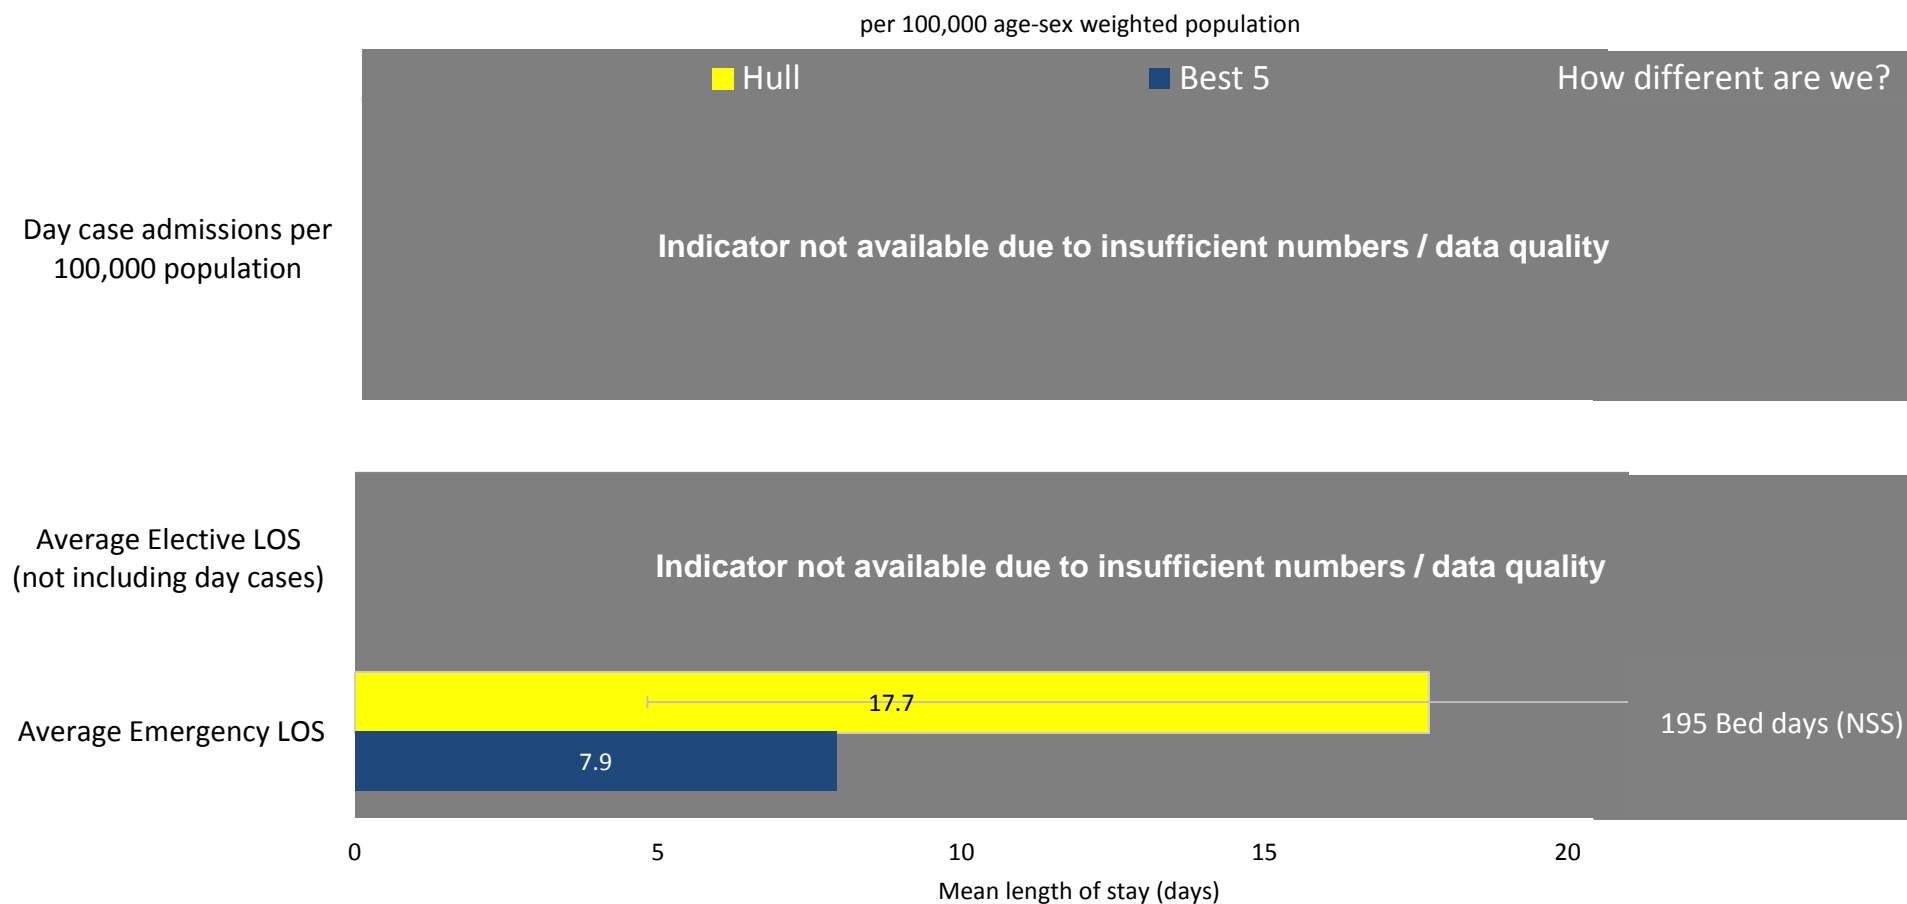 per 100,000 age-sex weighted population
Hull
Best 5
How different are we?
Day case admissions per
100,000 population
Indicator not available due to insufficient numbers / data quality
Average Elective LOS
(not including day cases)
Indicator not available due to insufficient numbers / data quality
Average Emergency LOS
17.7
7.9
195 Bed days (NSS)
0 5 10 15 20
Mean length of stay (days)